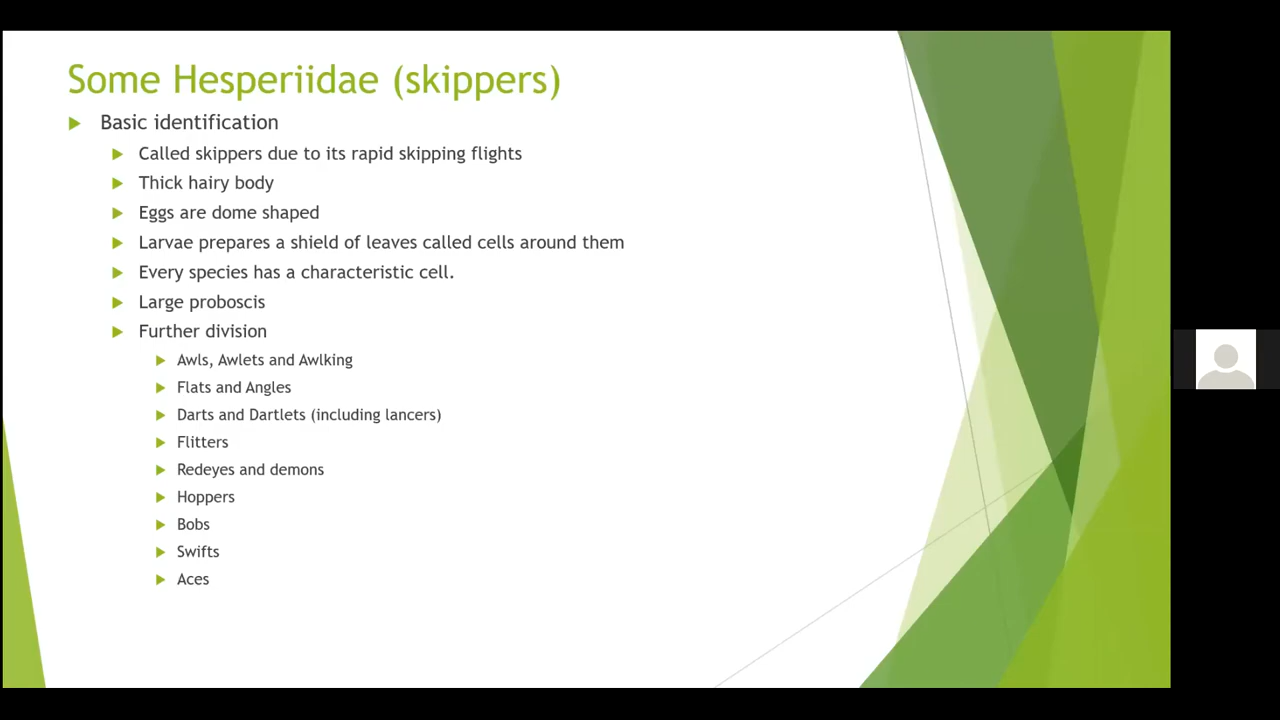 Some Hesperiidae (skippers)
Basic identification
Called skippers due to its rapid skipping flights
Thick hairy body
Eggs are dome shaped
Larvae prepares a shield of leaves called cells around them
Every species has a characteristic cell.
Large proboscis
Further division
Awls, Awlets and Awlking
Flats and Angles
Darts and Dartlets (including lancers)
Flitters
Redeyes and demons
Hoppers
Bobs
Swifts
Aces